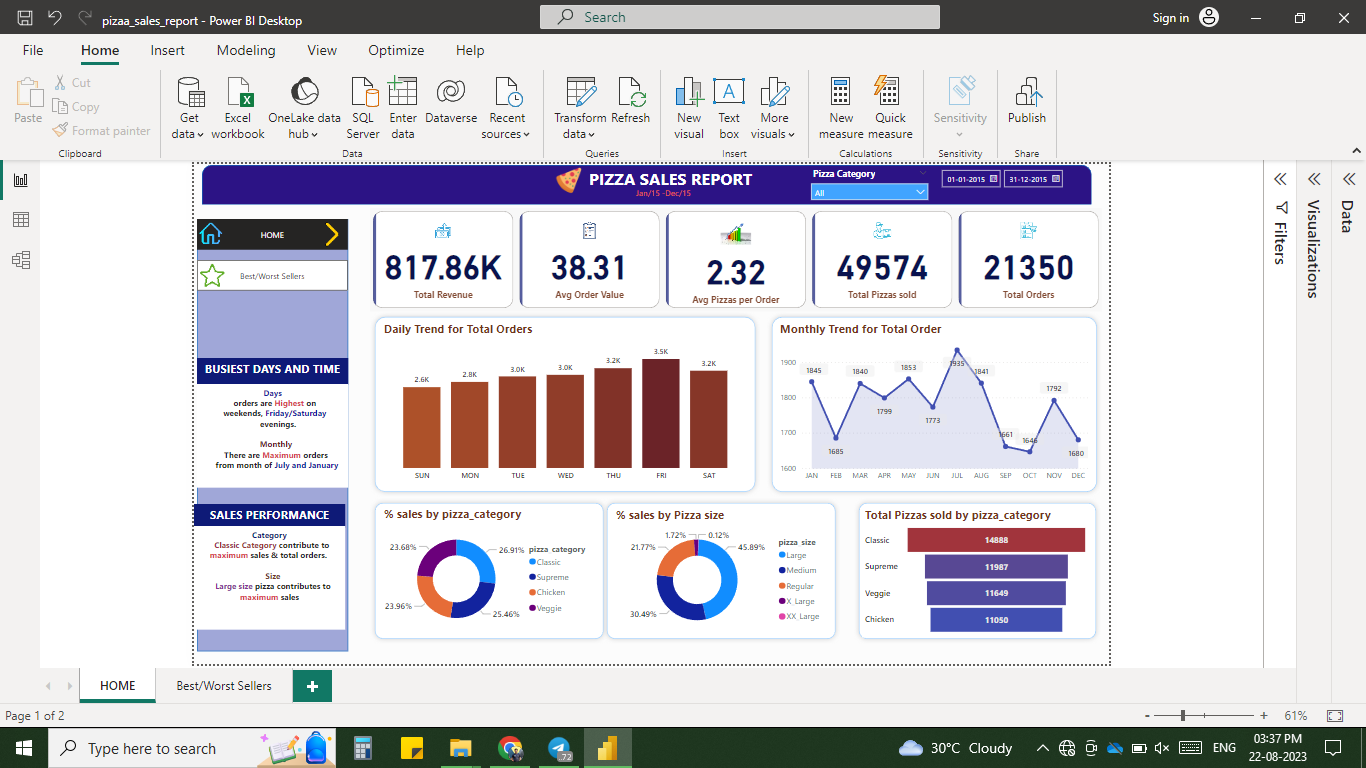 pizaa_sales_report - Power BI Desktop
Search
Sign in
File Home Insert Modeling View Optimize Help
Paste
Cut
Copy
Format painter
Clipboard
Get data
Excel workbook
OneLake data hub
SQL Server
Enter data
Dataverse
Recent sources
Data
Transform data
Refresh
Queries
New visual
Text box
More visuals
Insert
New measure
Quick measure
Calculations
Sensitivity
Sensitivity
Publish
Share
PIZZA SALES REPORT
Jan/15 -Dec/15
Pizza Category
All
01-01-2015
31-12-2015
HOME
Best/Worst Sellers
BUSIEST DAYS AND TIME
Days
orders are Highest on
weekends, Friday/Saturday
evenings.
Monthly
There are Maximum orders
from month of July and January
SALES PERFORMANCE
Category
Classic Category contribute to
maximum sales & total orders.
Size
Large size pizza contributes to
maximum sales
817.86K
Total Revenue
38.31
Avg Order Value
2.32
Avg Pizzas per Order
49574
Total Pizzas sold
21350
Total Orders
Daily Trend for Total Orders
2.6K 2.8K 3.0K 3.0K 3.2K 3.5K 3.2K
SUN MON TUE WED THU FRI SAT
Monthly Trend for Total Order
1900
1800
1700
1600
1845 1685 1840 1799 1853 1773 1935 1841 1661 1646 1792 1680
JAN FEB MAR APR MAY JUN JUL AUG SEP OCT NOV DEC
% sales by pizza_category
23.68%
26.91%
23.96%
25.46%
pizza_category
Classic
Supreme
Chicken
Veggie
% sales by Pizza size
1.72%
0.12%
21.77%
45.89%
30.49%
pizza_size
Large
Medium
Regular
X_Large
XX_Large
Total Pizzas sold by pizza_category
Classic 14888
Supreme 11987
Veggie 11649
Chicken 11050
Filters
Visualizations
Data
HOME
Best/Worst Sellers
+
Page 1 of 2
- + 61%
Type here to search
72
30°C Cloudy
ENG
03:37 PM
22-08-2023